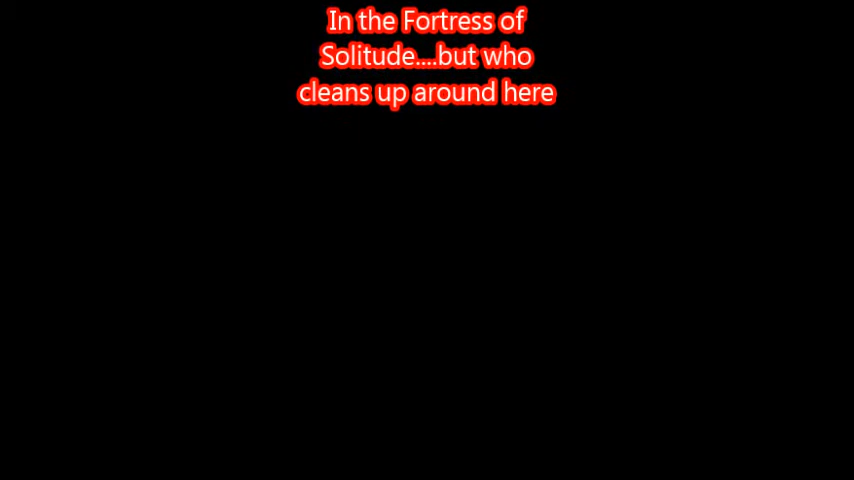 In the Fortress of
Solitude....but who
cleans up around here